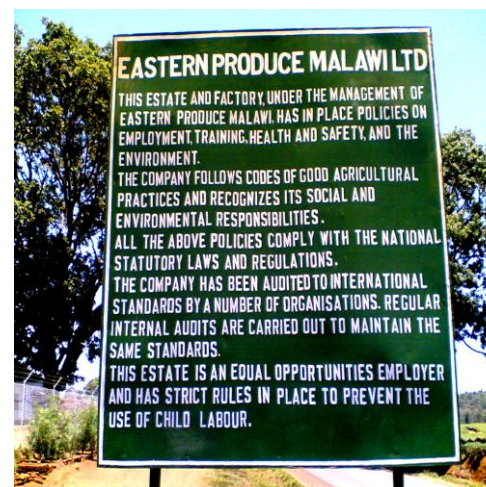 EASTERN PRODUCE MALAWI LTD
THIS ESTATE AND FACTORY, UNDER THE MANAGEMENT OF
EASTERN PRODUCE MALAWI. HAS IN PLACE POLICIES ON
EMPLOYMENT, TRAINING, HEALTH AND SAFETY, AND THE
ENVIRONMENT.
THE COMPANY FOLLOWS CODES OF GOOD AGRICULTURAL
PRACTICES AND RECOGNIZES ITS SOCIAL AND
ENVIRONMENTAL RESPONSIBILITIES.
ALL THE ABOVE POLICIES COMPLY WITH THE NATIONAL
STATUTORY LAWS AND REGULATIONS.
THE COMPANY HAS BEEN AUDITED TO INTERNATIONAL
STANDARDS BY A NUMBER OF ORGANISATIONS. REGULAR
INTERNAL AUDITS ARE CARRIED OUT TO MAINTAIN THE
SAME STANDARDS.
THIS ESTATE IS AN EQUAL OPPORTUNITIES EMPLOYER
AND HAS STRICT RULES IN PLACE TO PREVENT THE
USE OF CHILD LABOUR.